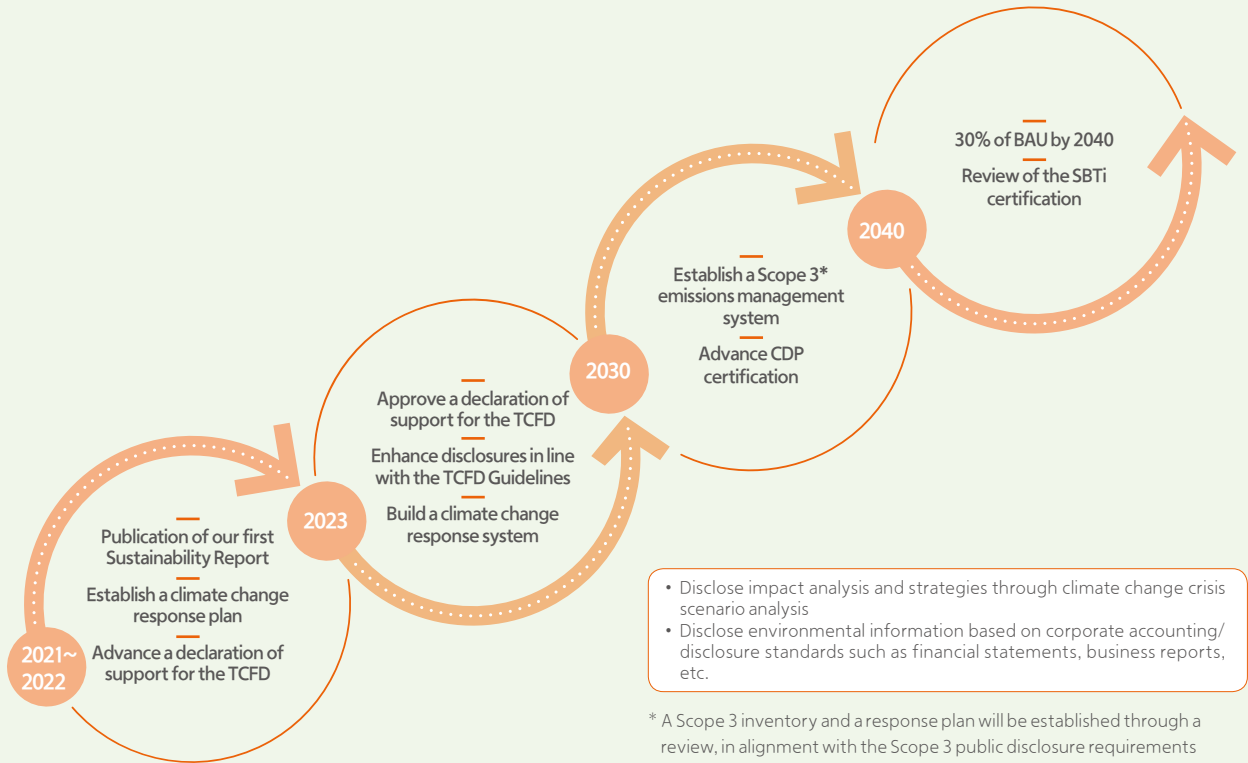 2021~
2022
Publication of our first
Sustainability Report
Establish a climate change
response plan
Advance a declaration of
support for the TCFD
2023
Approve a declaration of
support for the TCFD
Enhance disclosures in line
with the TCFD Guidelines
Build a climate change
response system
2030
Establish a Scope 3*
emissions management
system
Advance CDP
certification
2040
30% of BAU by 2040
Review of the SBTi
certification
• Disclose impact analysis and strategies through climate change crisis
scenario analysis
• Disclose environmental information based on corporate accounting/
disclosure standards such as financial statements, business reports,
etc.
* A Scope 3 inventory and a response plan will be established through a
review, in alignment with the Scope 3 public disclosure requirements